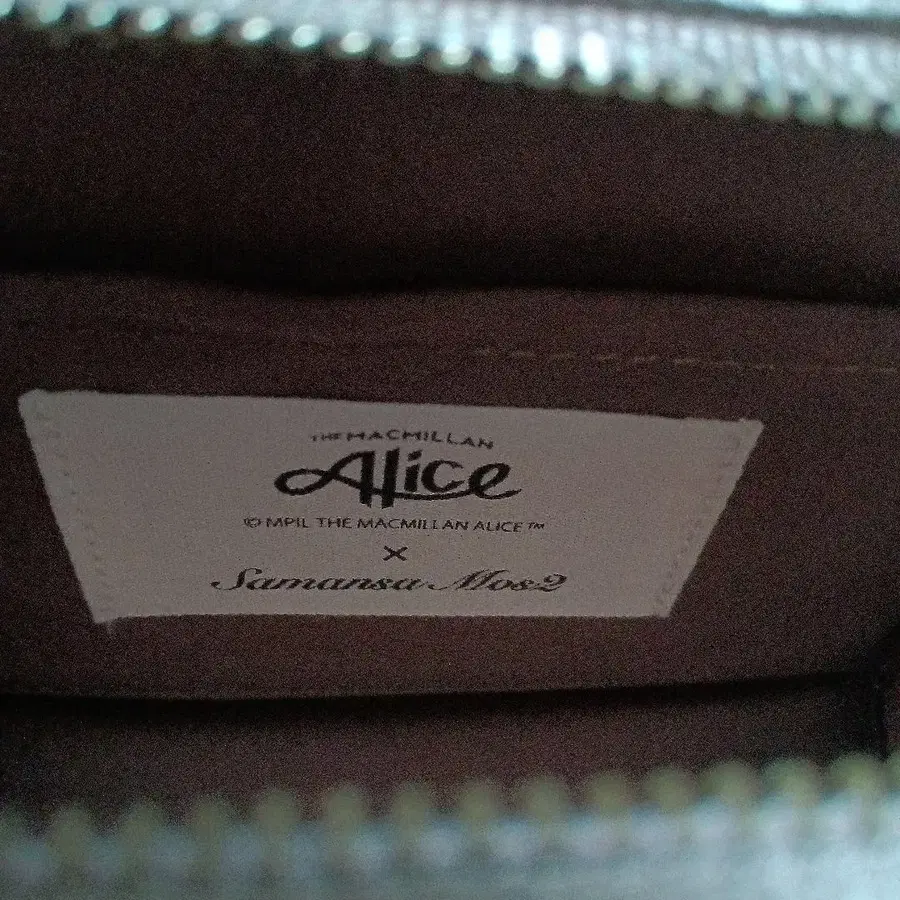 THE MACMILLAN
Alice
© MPIL THE MACMILLAN ALICE™
×
Samansa Mos2